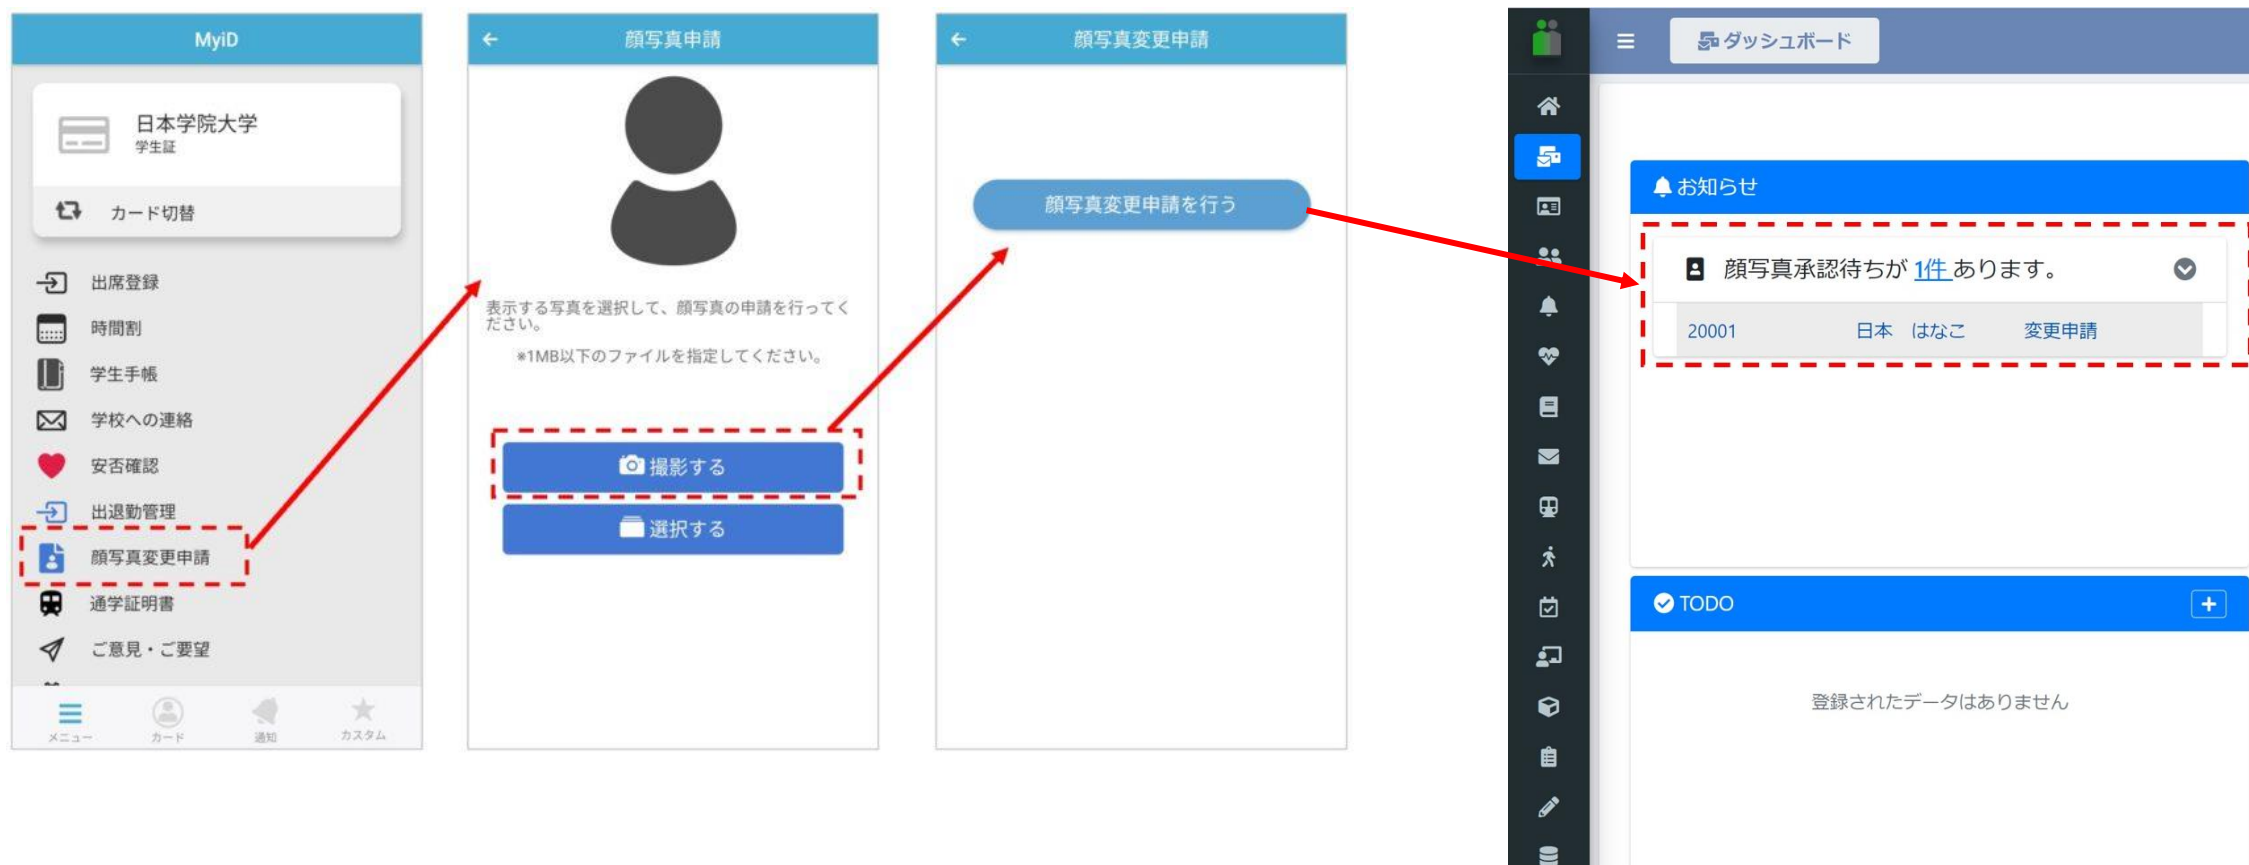 MyiD
日本学院大学
学生証
カード切替
出席登録
時間割
学生手帳
学校への連絡
安否確認
出退勤管理
顔写真変更申請
通学証明書
ご意見・ご要望
メニュー
カード
通知
カスタム
顔写真申請
表示する写真を選択して、顔写真の申請を行ってく
ださい。
※1MB以下のファイルを指定してください。
撮影する
選択する
顔写真変更申請
顔写真変更申請を行う
ダッシュボード
お知らせ
顔写真承認待ちが 1件 あります。
20001 日本 はなこ 変更申請
TODO
登録されたデータはありません